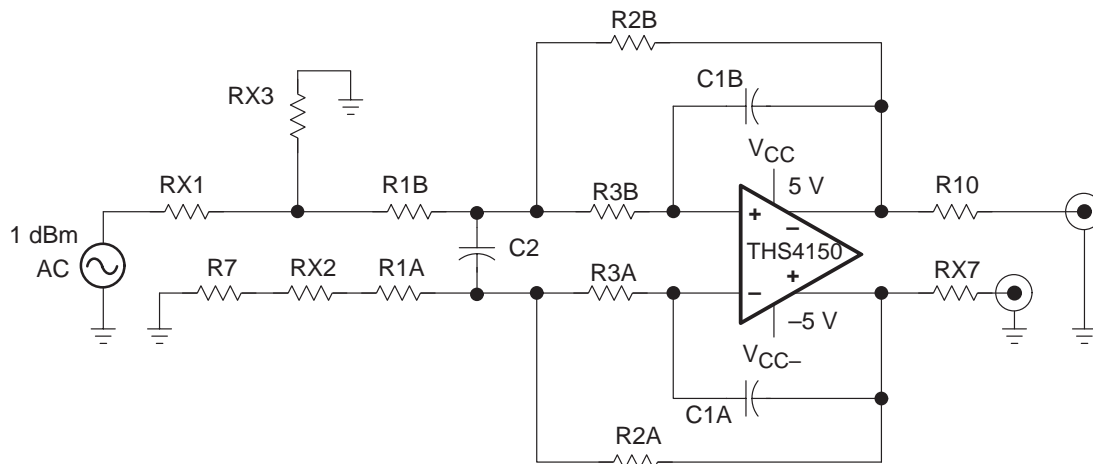 R2B
C1B
RX3
VCC
5 V
RX1
R1B
R3B
R10
+
−
1 dBm
AC
C2
THS4150
R7
RX2
R1A
R3A
+
−
RX7
–5 V
VCC–
C1A
R2A